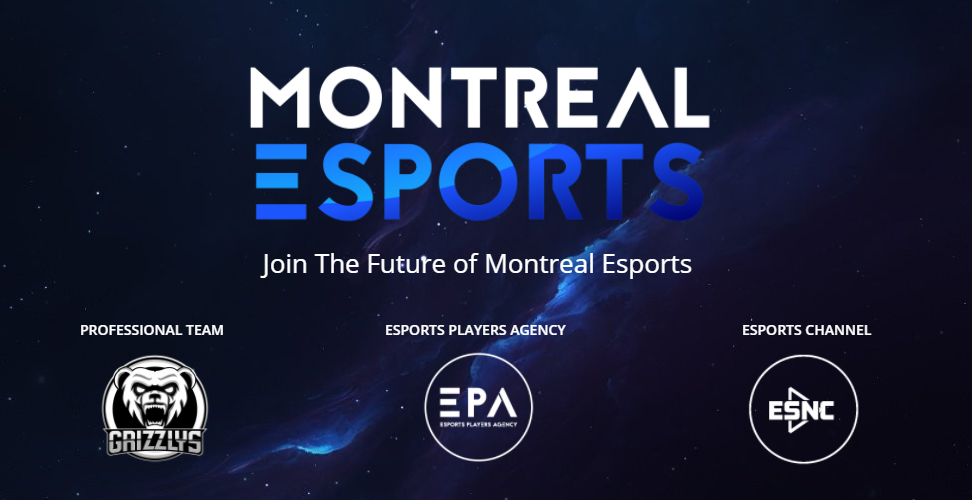 MONTREAL
ESPORTS
Join The Future of Montreal Esports
PROFESSIONAL TEAM
ESPORTS PLAYERS AGENCY
ESPORTS CHANNEL
GRIZZLYS
EPA
ESPORTS PLAYERS AGENCY
ESNC